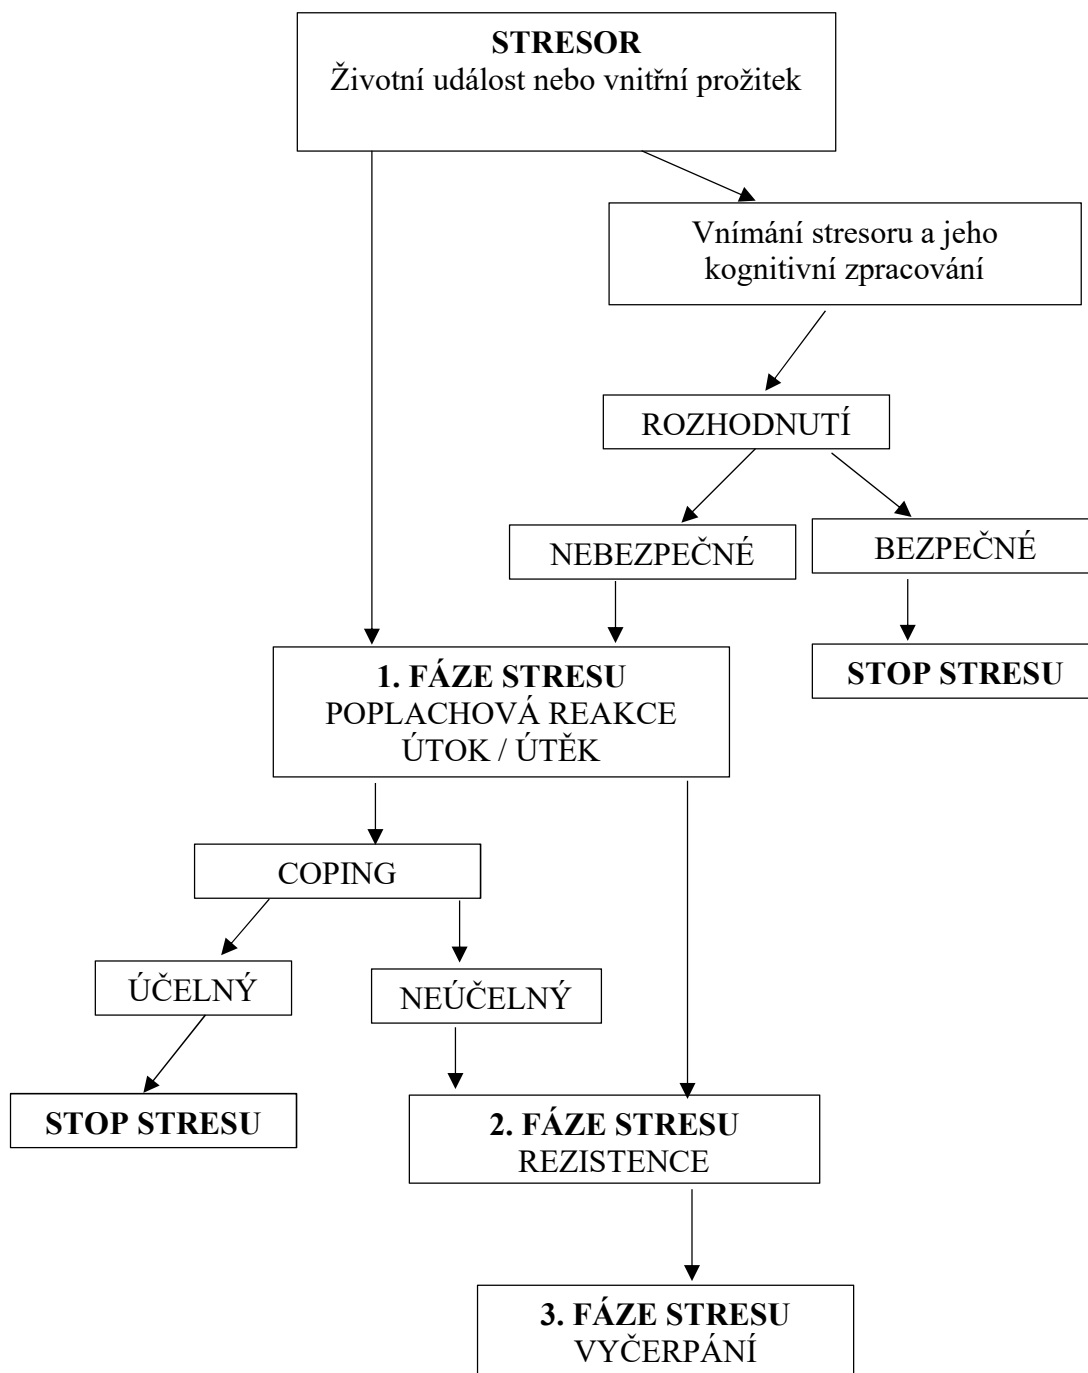 STRESOR
Životní událost nebo vnitřní prožitek
Vnímání stresoru a jeho
kognitivní zpracování
ROZHODNUTÍ
NEBEZPEČNÉ
BEZPEČNÉ
STOP STRESU
1. FÁZE STRESU
POPLACHOVÁ REAKCE
ÚTOK / ÚTĚK
COPING
ÚČELNÝ
NEÚČELNÝ
STOP STRESU
2. FÁZE STRESU
REZISTENCE
3. FÁZE STRESU
VYČERPÁNÍ